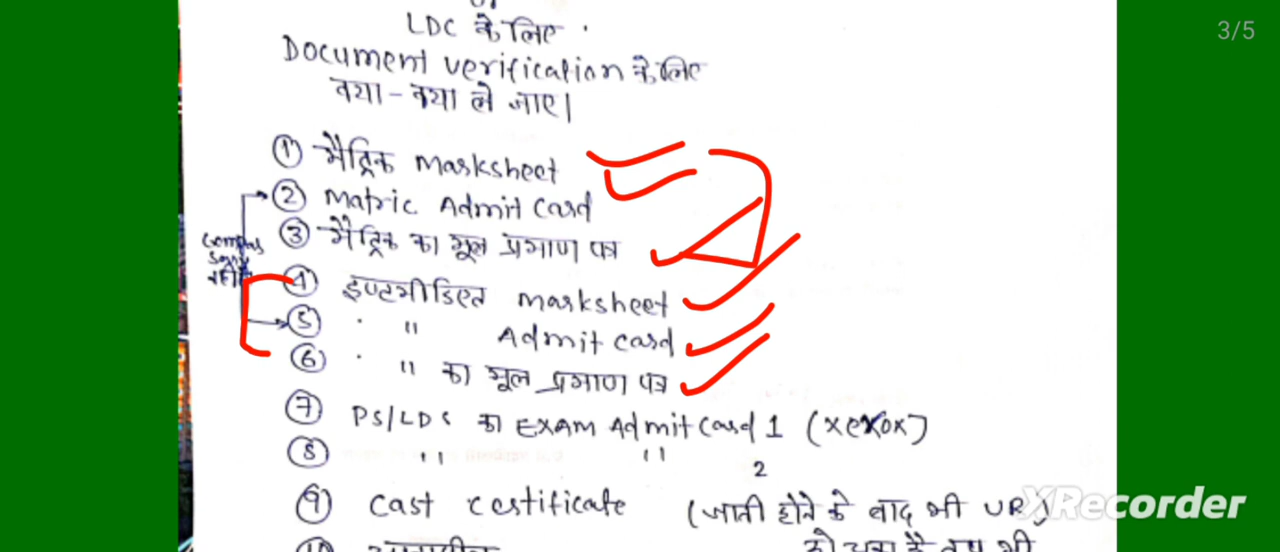 3/5
LDC के लिए
Document verification के लिए
क्या - क्या ले जाए।
① मैट्रिक marksheet
② Matric Admit Card
③ मैट्रिक का मूल प्रमाण पत्र
नहीं
④ इण्टरमीडिएट marksheet
⑤ " Admit card
⑥ " का मूल प्रमाण पत्र
⑦ PS/LDC का EXAM Admit Card 1 (xerox)
⑧ " " 2
⑨ Cast certificate (जाती होने के बाद भी UR)
XRecorder